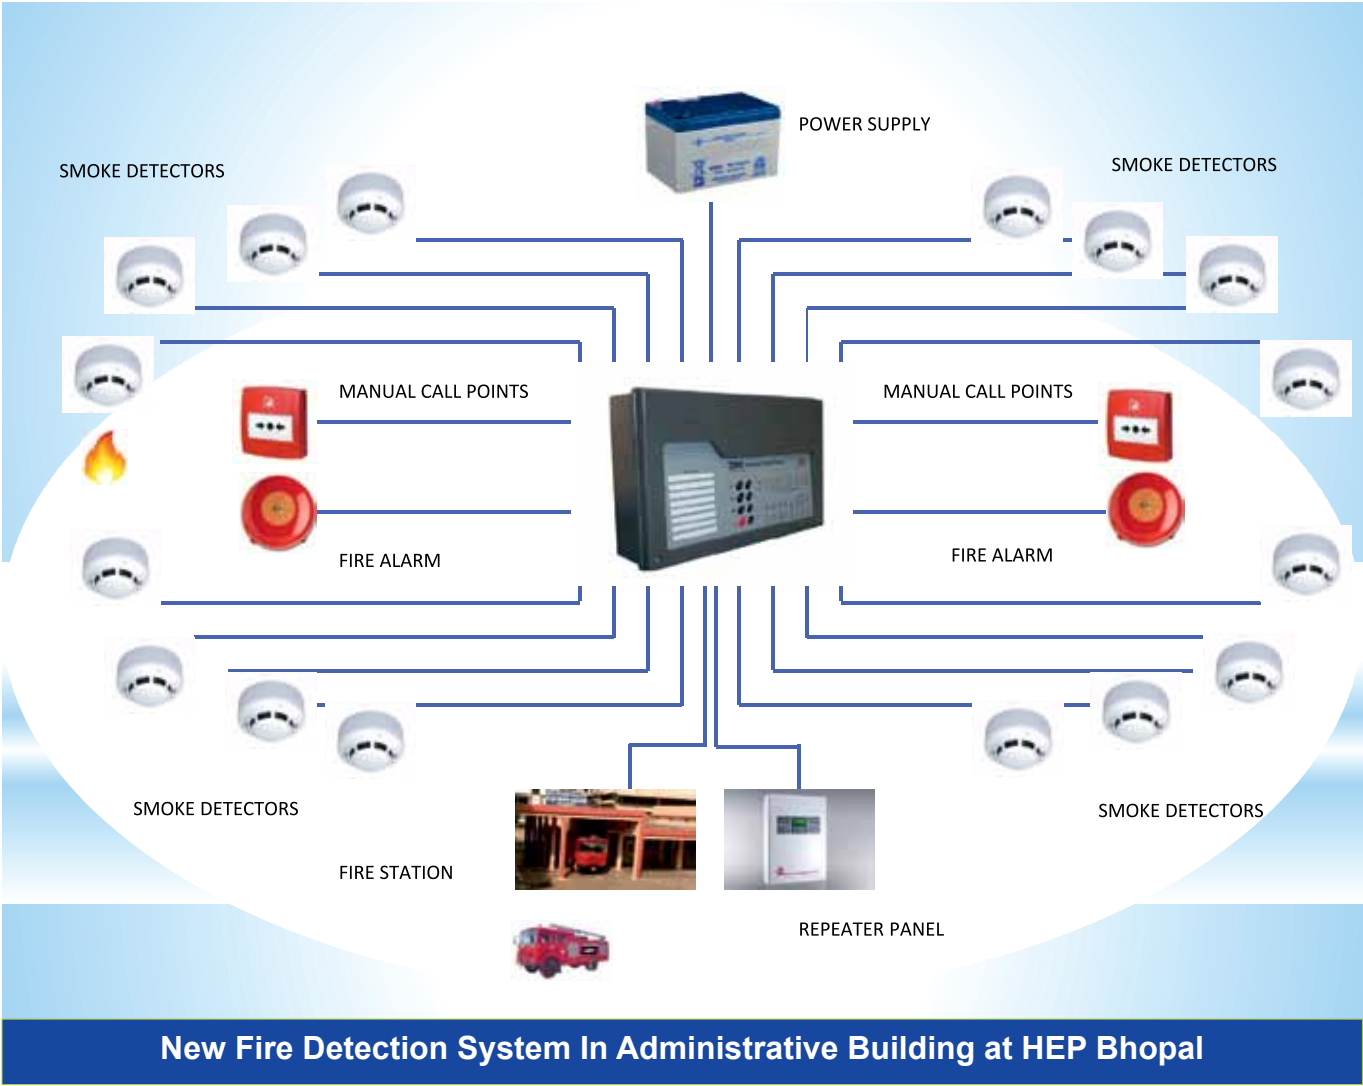 POWER SUPPLY
SMOKE DETECTORS
SMOKE DETECTORS
MANUAL CALL POINTS
MANUAL CALL POINTS
FIRE ALARM
FIRE ALARM
SMOKE DETECTORS
SMOKE DETECTORS
FIRE STATION
REPEATER PANEL
New Fire Detection System In Administrative Building at HEP Bhopal